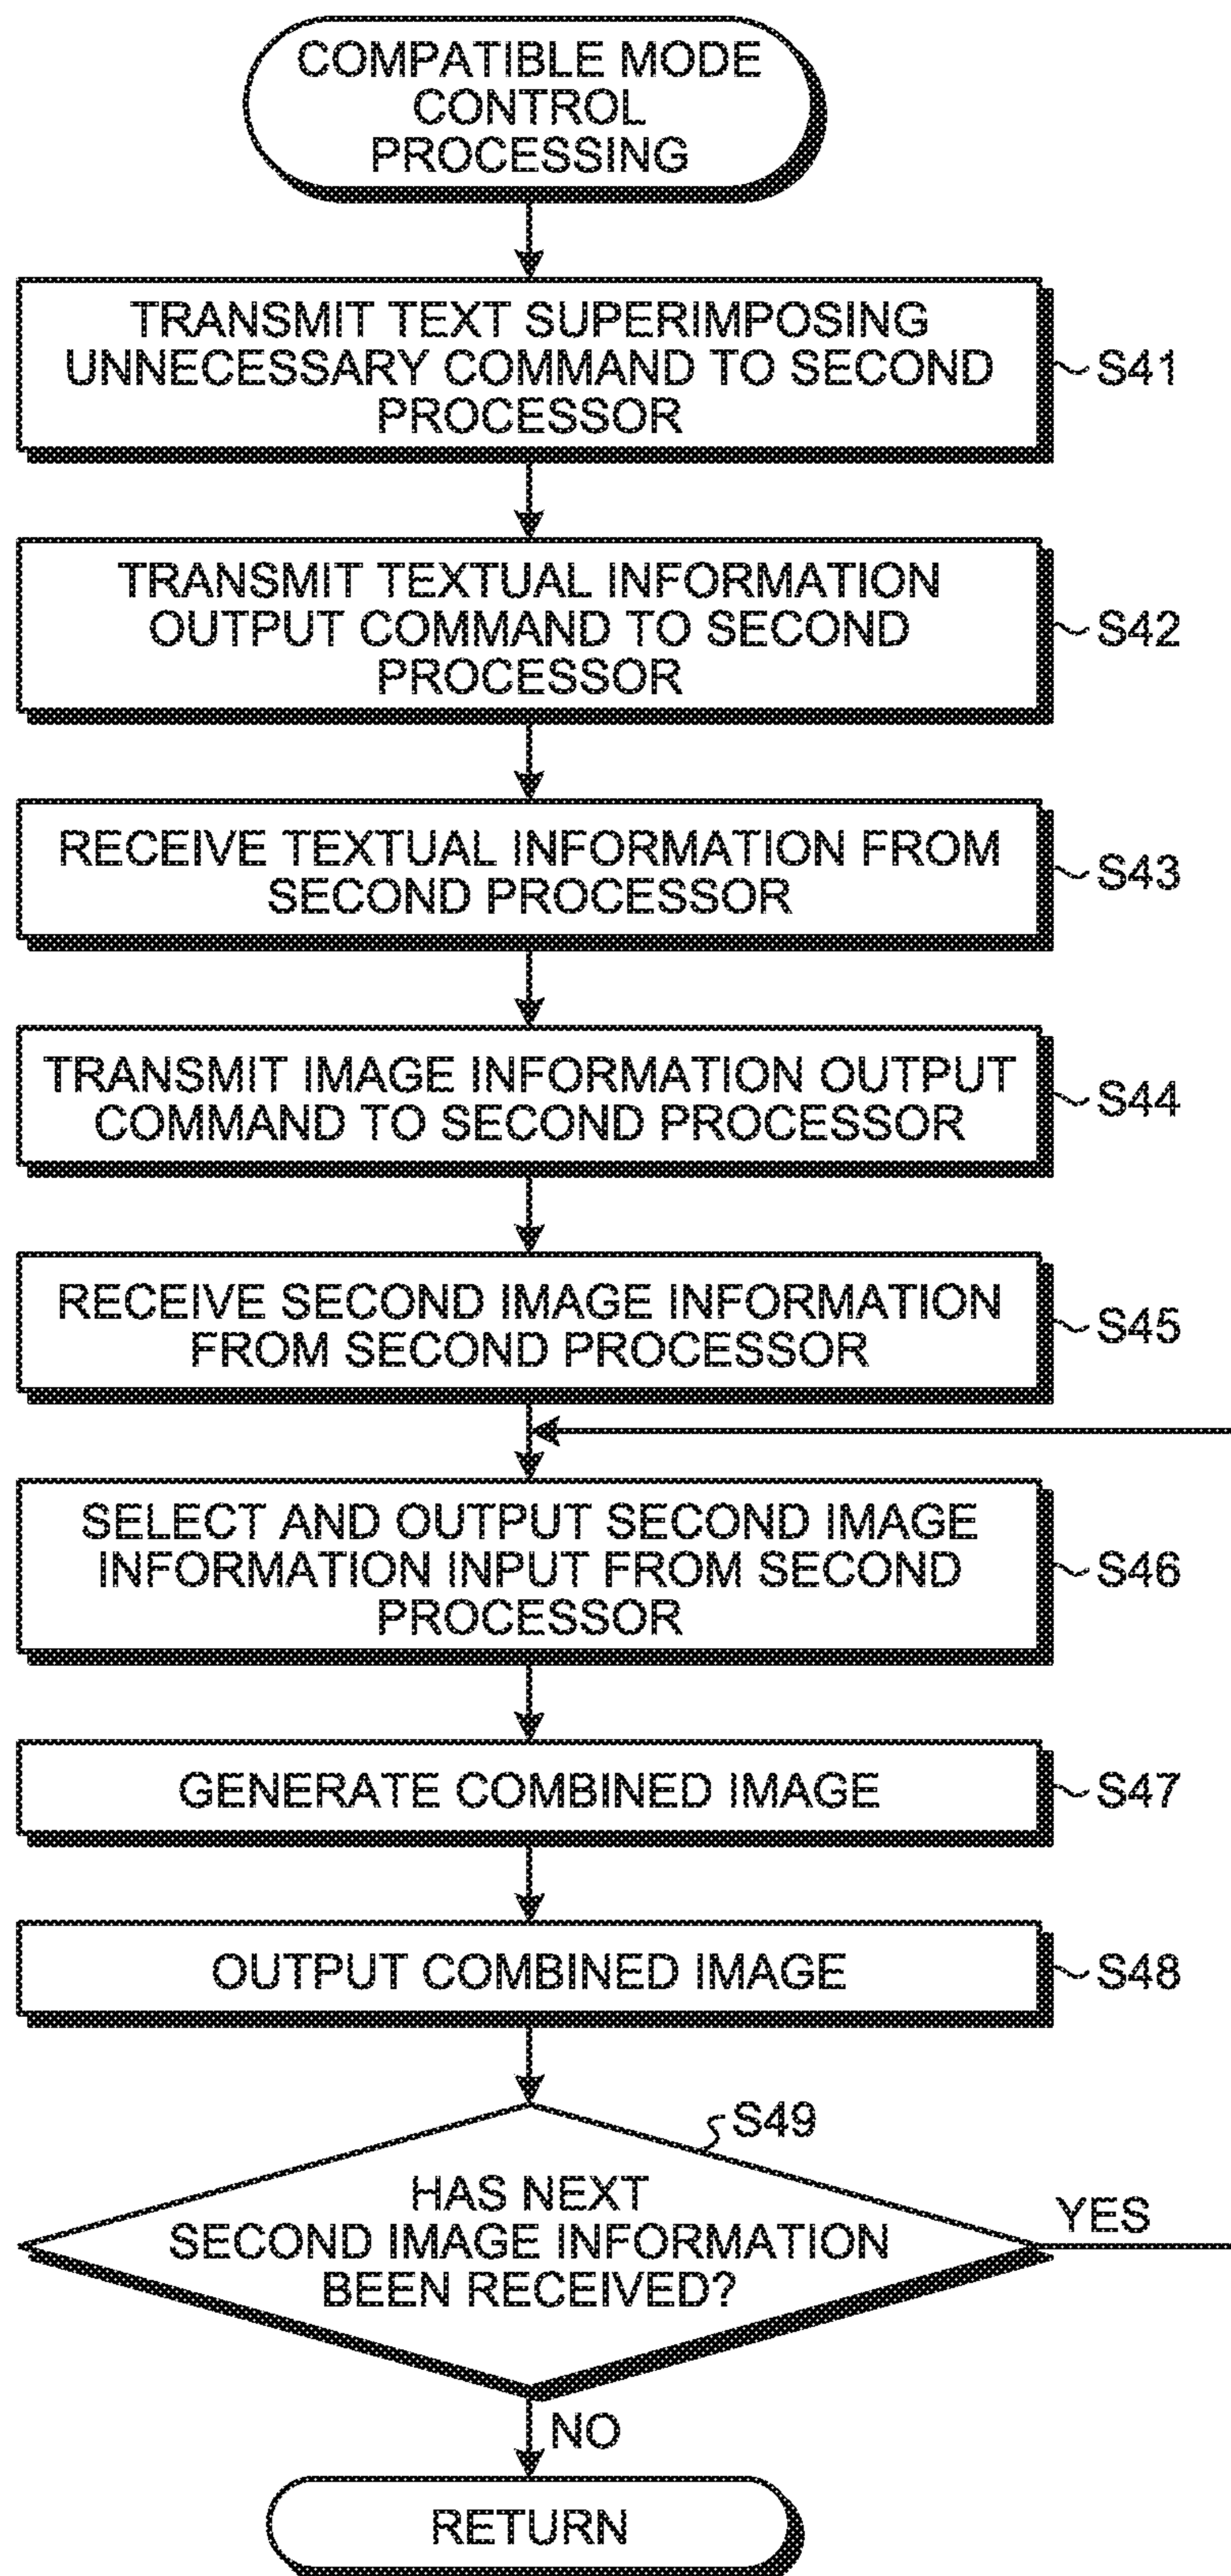 COMPATIBLE MODE
CONTROL
PROCESSING
TRANSMIT TEXT SUPERIMPOSING
UNNECESSARY COMMAND TO SECOND
PROCESSOR
S41
TRANSMIT TEXTUAL INFORMATION
OUTPUT COMMAND TO SECOND
PROCESSOR
S42
RECEIVE TEXTUAL INFORMATION FROM
SECOND PROCESSOR
S43
TRANSMIT IMAGE INFORMATION OUTPUT
COMMAND TO SECOND PROCESSOR
S44
RECEIVE SECOND IMAGE INFORMATION
FROM SECOND PROCESSOR
S45
SELECT AND OUTPUT SECOND IMAGE
INFORMATION INPUT FROM SECOND
PROCESSOR
S46
GENERATE COMBINED IMAGE
S47
OUTPUT COMBINED IMAGE
S48
S49
HAS NEXT
SECOND IMAGE INFORMATION
BEEN RECEIVED?
YES
NO
RETURN